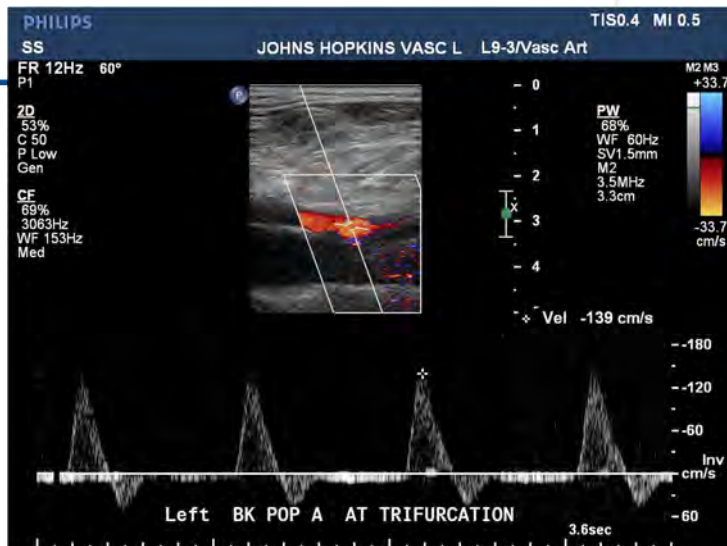 PHILIPS
TIS0.4 MI 0.5
SS
JOHNS HOPKINS VASC L L9-3/Vasc Art
FR 12Hz 60°
P1
2D
53%
C 50
P Low
Gen
CF
69%
3063Hz
WF 153Hz
Med
P
0
1
2
3
4
X
PW
68%
WF 60Hz
SV1.5mm
M2
3.5MHz
3.3cm
M2 M3
+33.7
-33.7
cm/s
Vel -139 cm/s
-180
-120
-60
Inv
cm/s
60
Left BK POP A AT TRIFURCATION
3.6sec